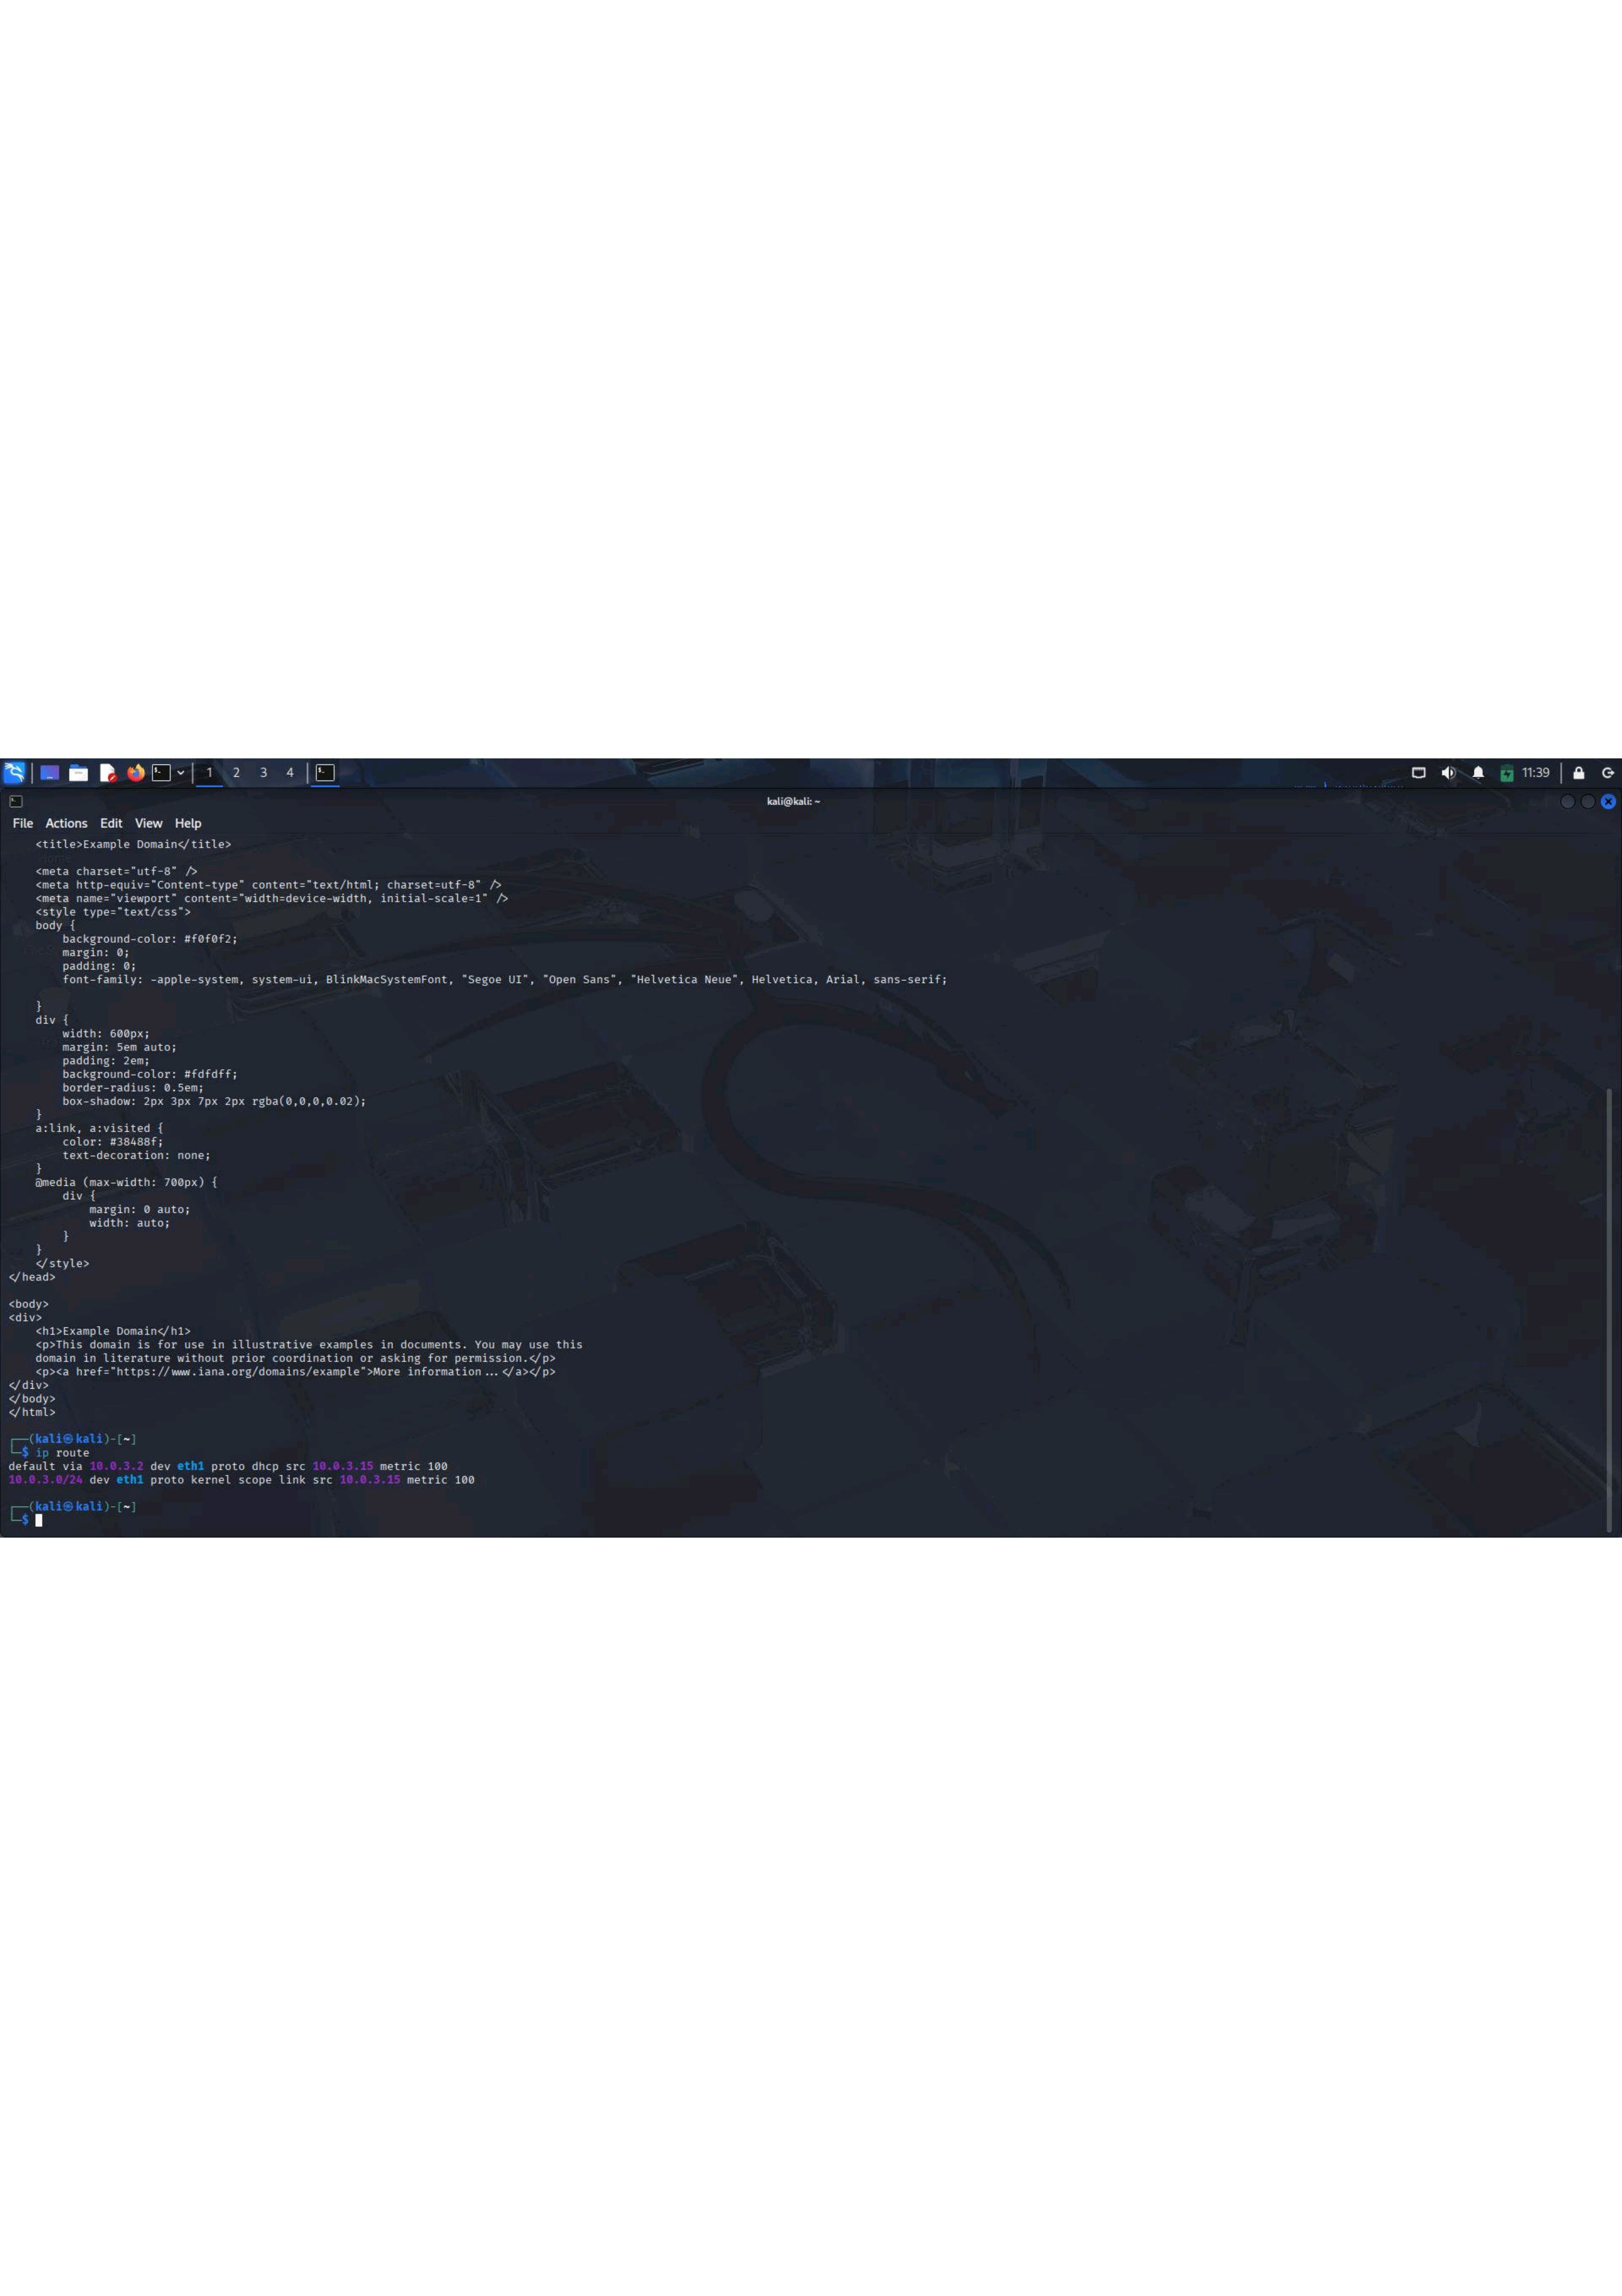 1 2 3 4 11:39
kali@kali: ~
File Actions Edit View Help
    <title>Example Domain</title>

    <meta charset="utf-8" />
    <meta http-equiv="Content-type" content="text/html; charset=utf-8" />
    <meta name="viewport" content="width=device-width, initial-scale=1" />
    <style type="text/css">
    body {
        background-color: #f0f0f2;
        margin: 0;
        padding: 0;
        font-family: -apple-system, system-ui, BlinkMacSystemFont, "Segoe UI", "Open Sans", "Helvetica Neue", Helvetica, Arial, sans-serif;

    }
    div {
        width: 600px;
        margin: 5em auto;
        padding: 2em;
        background-color: #fdfdff;
        border-radius: 0.5em;
        box-shadow: 2px 3px 7px 2px rgba(0,0,0,0.02);
    }
    a:link, a:visited {
        color: #38488f;
        text-decoration: none;
    }
    @media (max-width: 700px) {
        div {
            margin: 0 auto;
            width: auto;
        }
    }
    </style>
</head>

<body>
<div>
    <h1>Example Domain</h1>
    <p>This domain is for use in illustrative examples in documents. You may use this
    domain in literature without prior coordination or asking for permission.</p>
    <p><a href="https://www.iana.org/domains/example">More information...</a></p>
</div>
</body>
</html>

┌──(kali㉿kali)-[~]
└─$ ip route
default via 10.0.3.2 dev eth1 proto dhcp src 10.0.3.15 metric 100
10.0.3.0/24 dev eth1 proto kernel scope link src 10.0.3.15 metric 100

┌──(kali㉿kali)-[~]
└─$